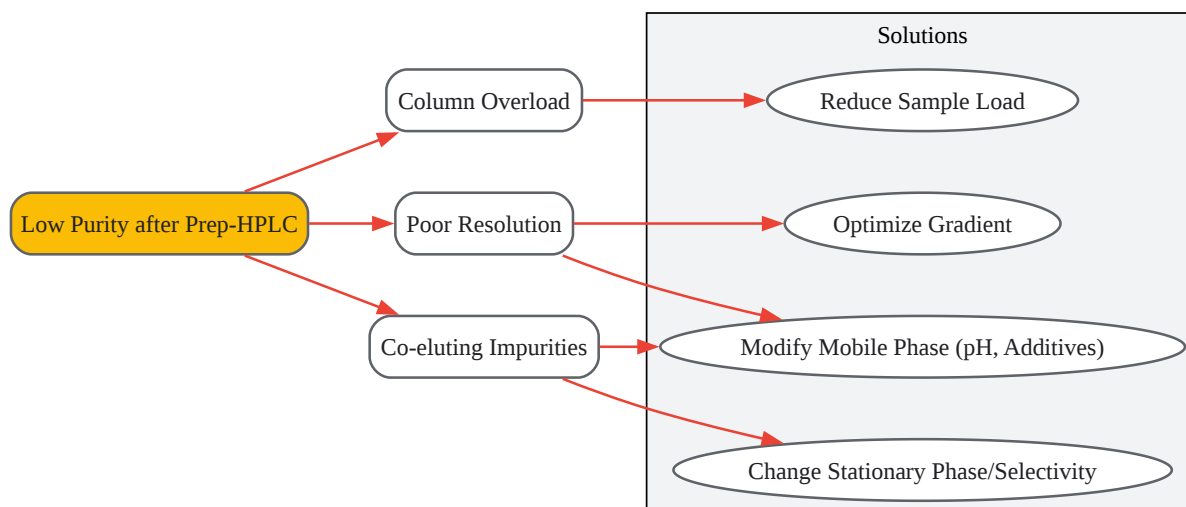 Solutions
Column Overload
Reduce Sample Load
Low Purity after Prep-HPLC
Poor Resolution
Optimize Gradient
Co-eluting Impurities
Modify Mobile Phase (pH, Additives)
Change Stationary Phase/Selectivity